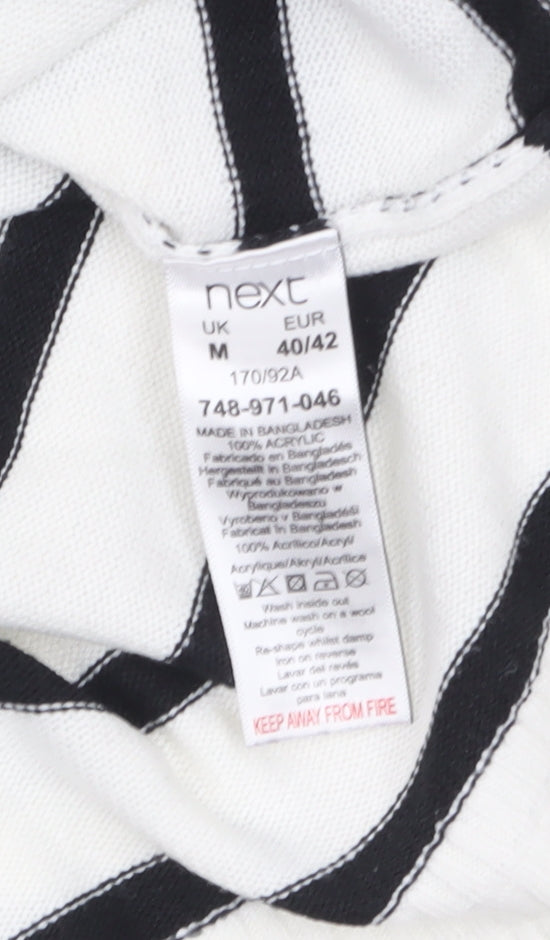 next
UK EUR
M 40/42
170/92A
748-971-046
MADE IN BANGLADESH
100% ACRYLIC
Fabricado en Bangladés
Hergestellt in Bangladesch
Fabriqué au Bangladesh
Wyprodukowano w
Bangladeszu
Vyrobeno v Bangladéši
Fabricat în Bangladesh
100% Acrílico/Acryl/
Acrylique/Akryl/Acrilice
Wash inside out
Machine wash on a wool
cycle
Re-shape whilst damp
Iron on reverse
Lavar del revés
Lavar con un programa
para lana
KEEP AWAY FROM FIRE